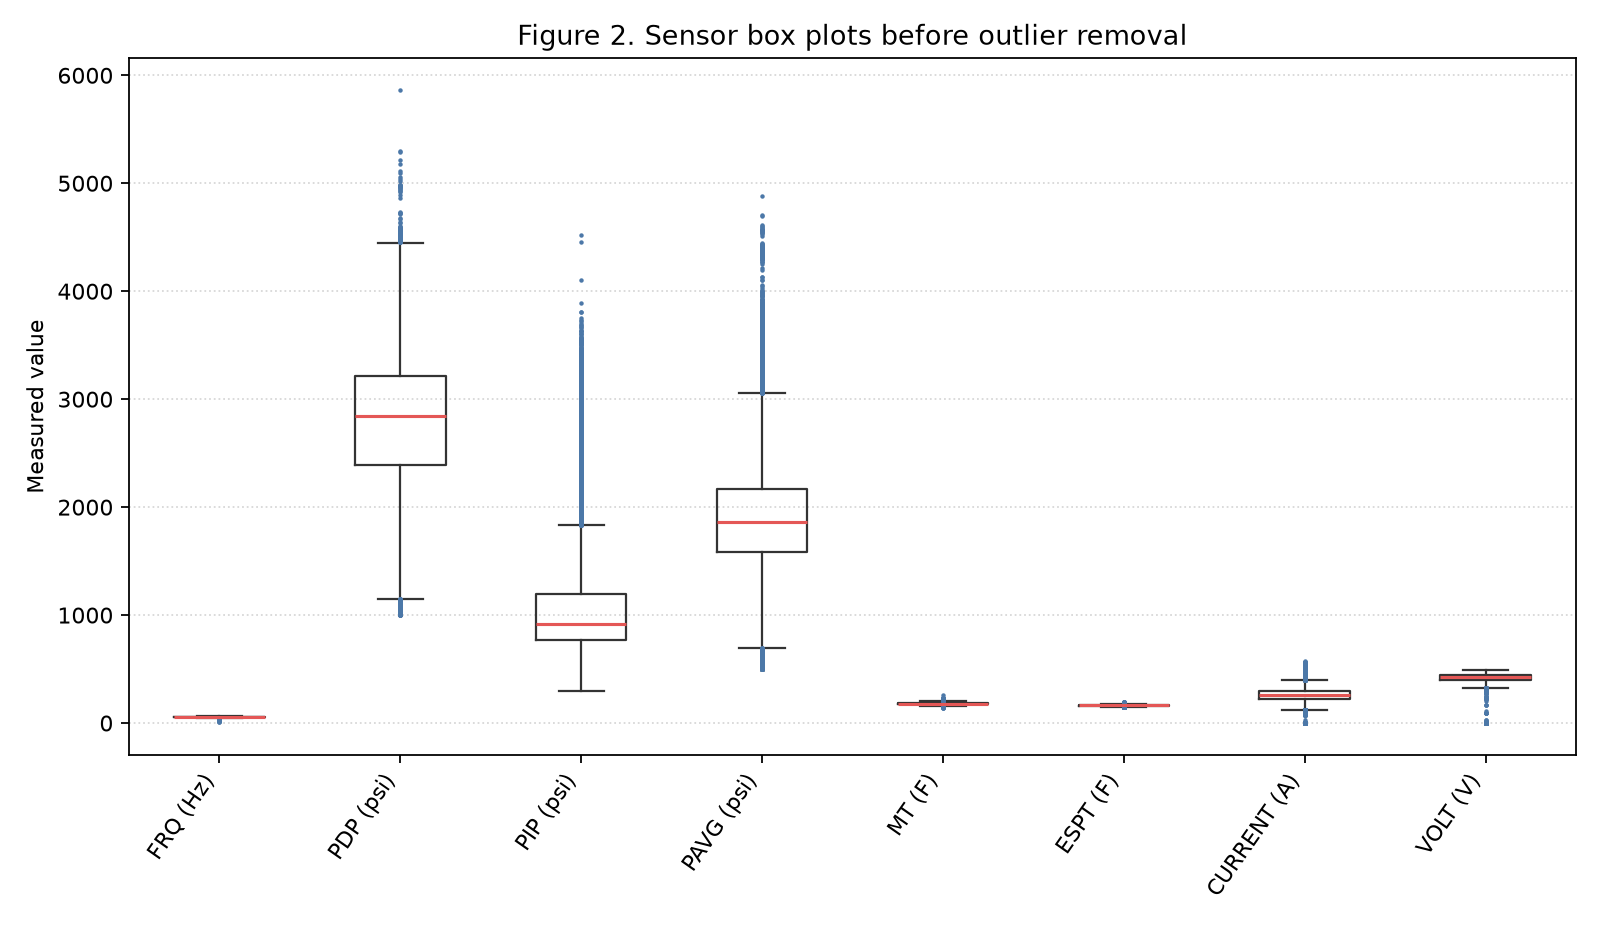 Figure 2. Sensor box plots before outlier removal
Measured value
6000
5000
4000
3000
2000
1000
0
FRQ (Hz)
PDP (psi)
PIP (psi)
PAVG (psi)
MT (F)
ESPT (F)
CURRENT (A)
VOLT (V)